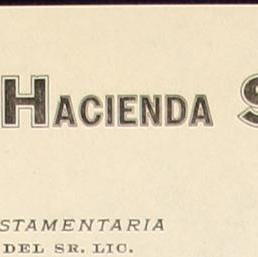 HACIENDA S
STAMENTARIA
DEL SR. LIC.